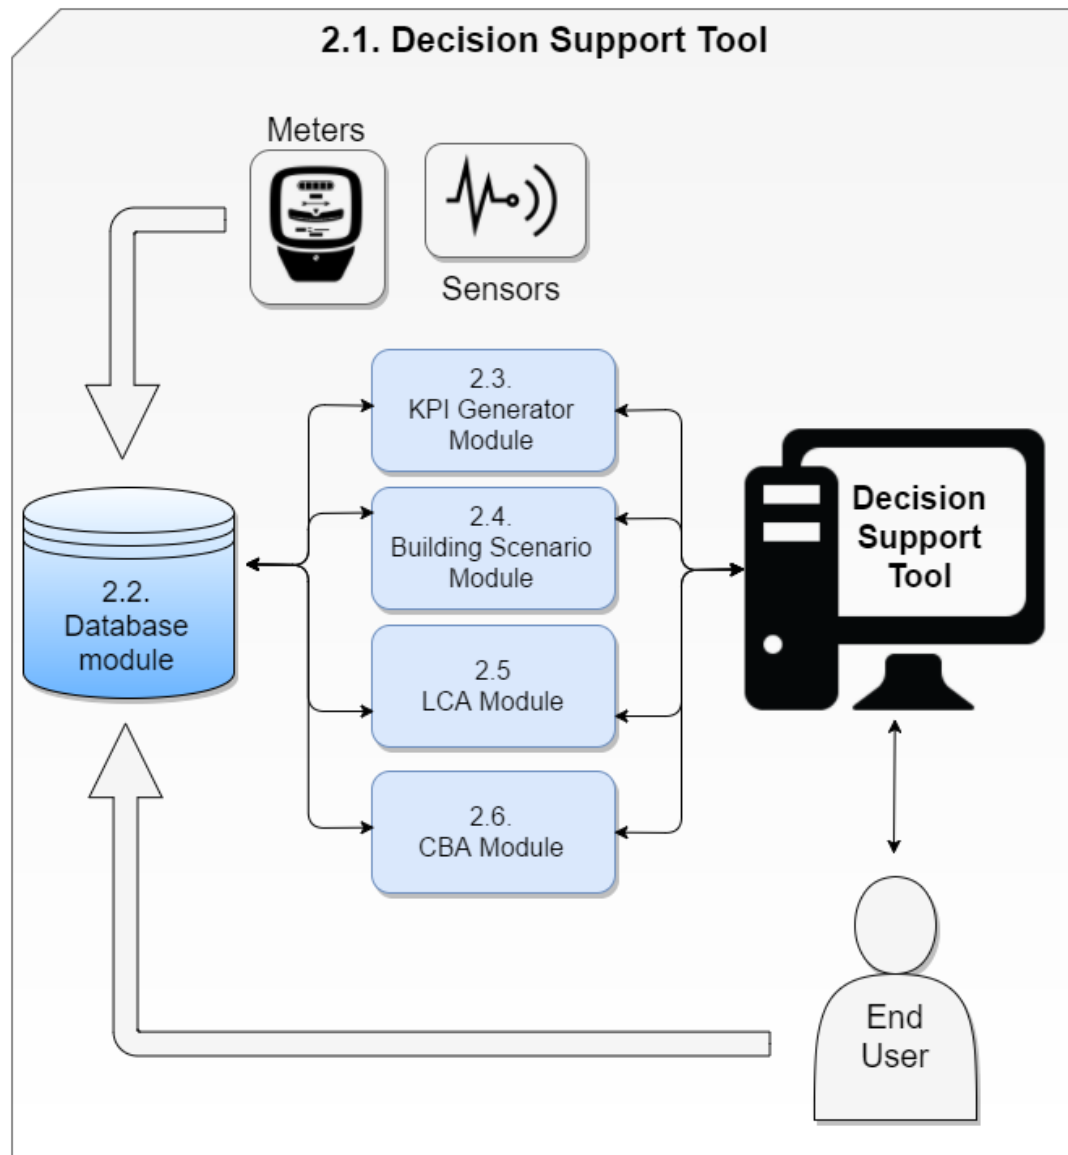 2.1. Decision Support Tool
Meters
Sensors
2.3.
KPI Generator
Module
2.4.
Building Scenario
Module
2.5
LCA Module
2.6.
CBA Module
2.2.
Database
module
Decision
Support
Tool
End
User